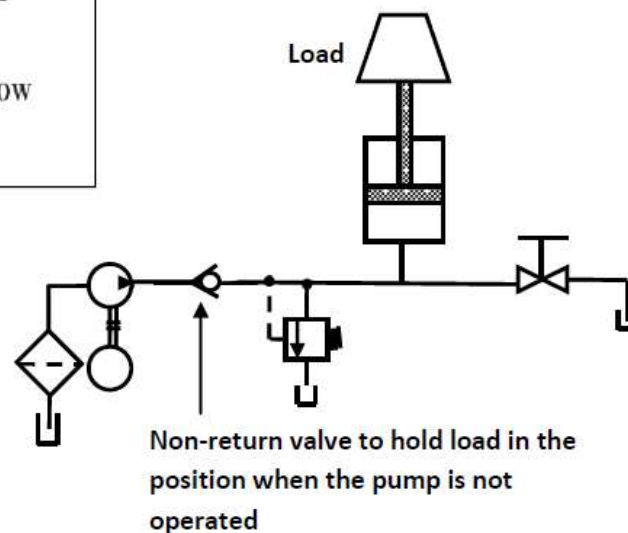 Load
Non-return valve to hold load in the
position when the pump is not
operated